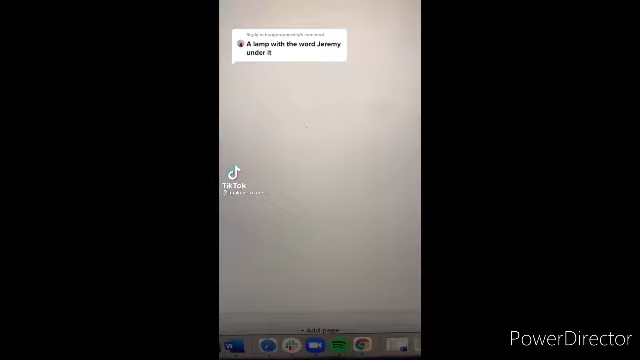 A lamp with the word Jeremy
under it
TikTok
+ Add page
W
PowerDirector